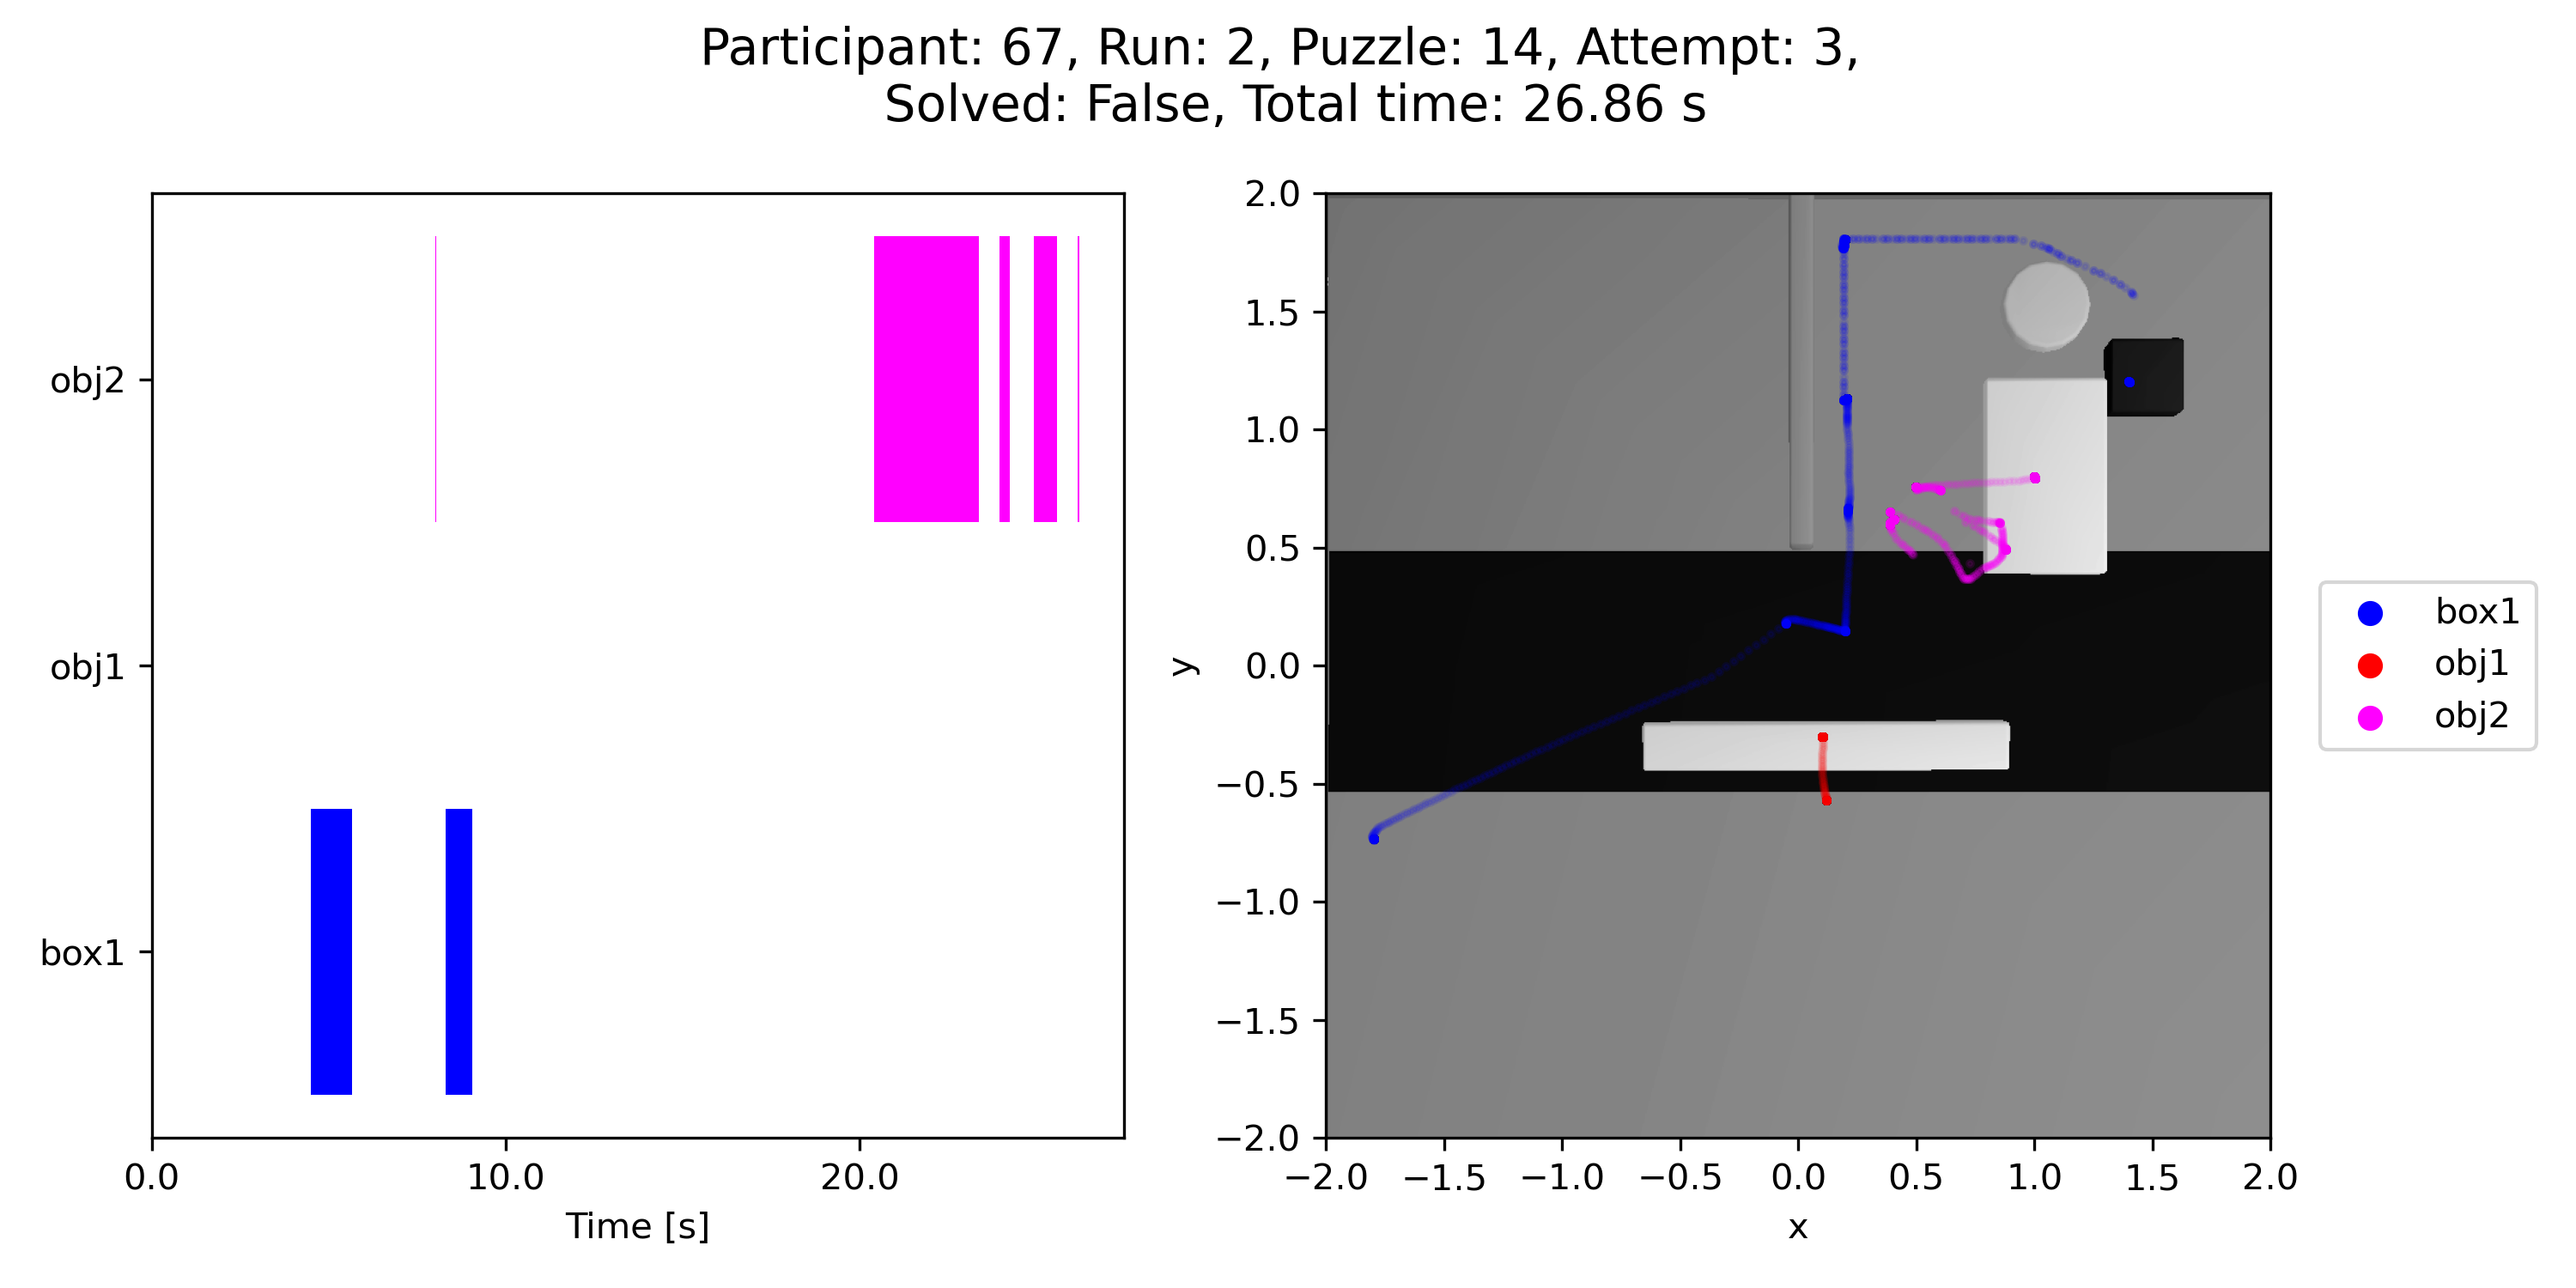 Participant: 67, Run: 2, Puzzle: 14, Attempt: 3,
Solved: False, Total time: 26.86 s
obj2
obj1
box1
0.0 10.0 20.0
Time [s]
2.0
1.5
1.0
0.5
0.0
−0.5
−1.0
−1.5
−2.0
y
−2.0 −1.5 −1.0 −0.5 0.0 0.5 1.0 1.5 2.0
x
box1
obj1
obj2